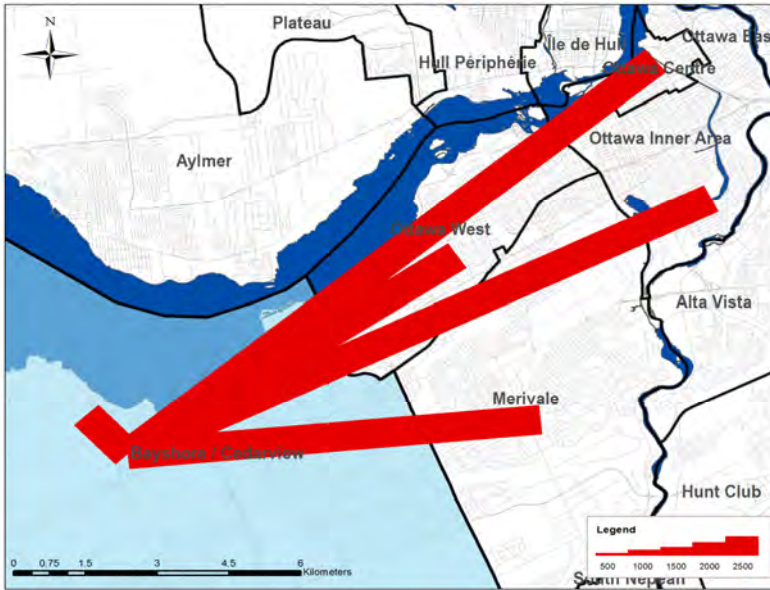 Plateau
N
Île de Hull
Ottawa Eas
Hull Périphérie
Ottawa Centre
Ottawa Inner Area
Aylmer
Ottawa West
Alta Vista
Merivale
Bayshore / Cedarview
Hunt Club
Legend
500 1000 1500 2000 2700
0 0.75 1.5 3 4.5 6
Kilometers
South Nepean